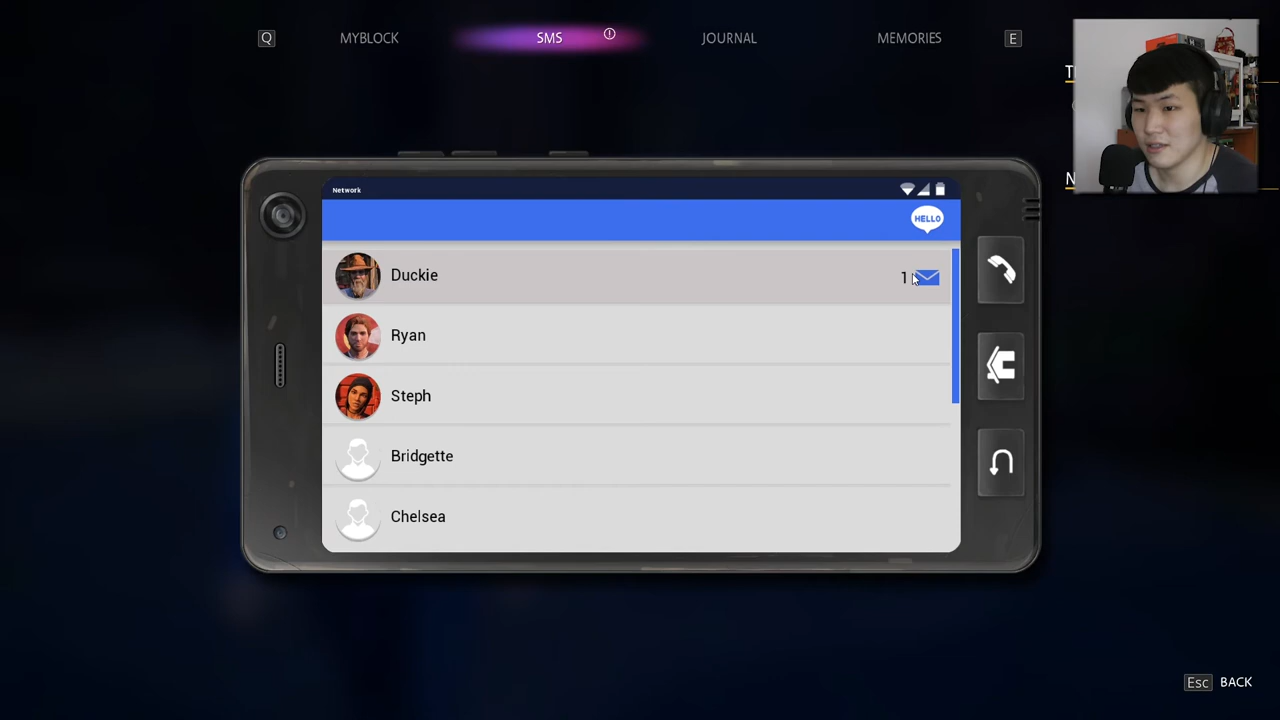 Q
MYBLOCK
SMS
JOURNAL
MEMORIES
E
Network
HELLO
Duckie
1
Ryan
Steph
Bridgette
Chelsea
Esc BACK